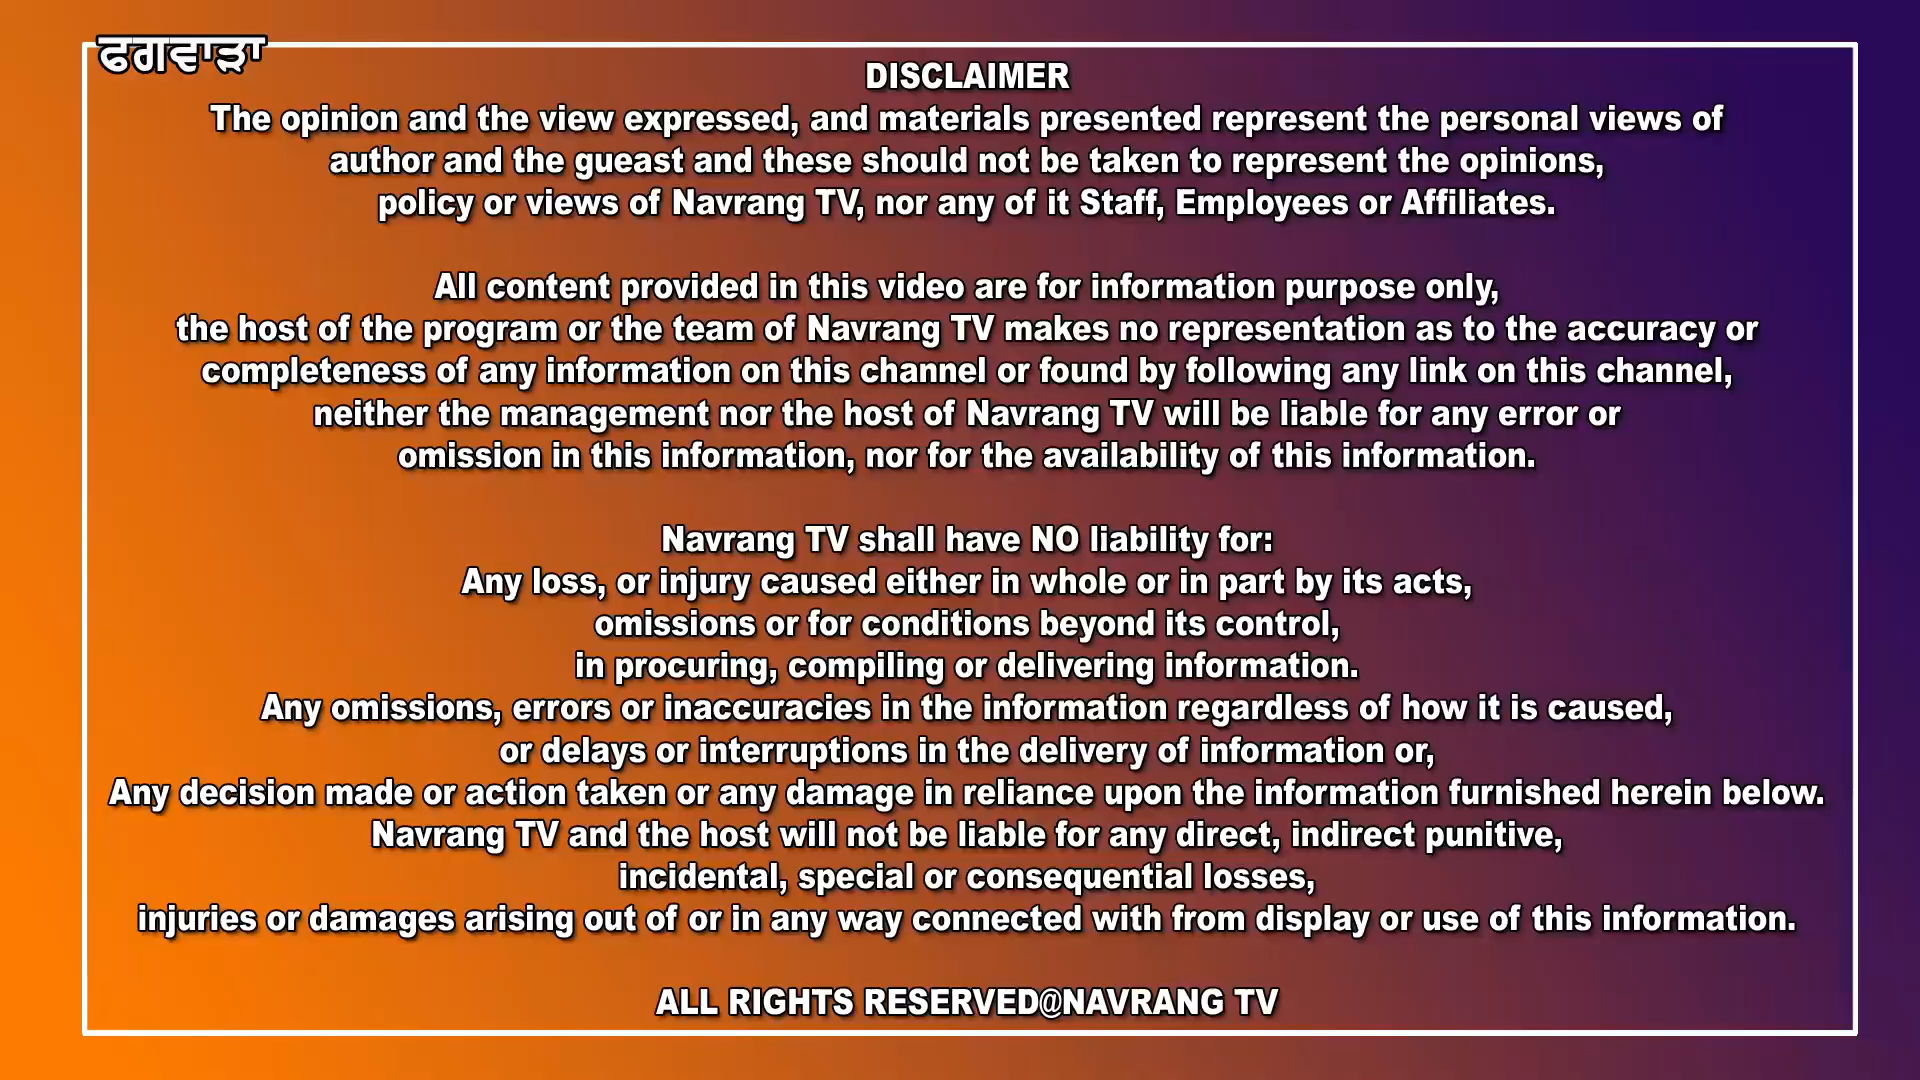 ਫਗਵਾੜਾ
DISCLAIMER
The opinion and the view expressed, and materials presented represent the personal views of
author and the gueast and these should not be taken to represent the opinions,
policy or views of Navrang TV, nor any of it Staff, Employees or Affiliates.
All content provided in this video are for information purpose only,
the host of the program or the team of Navrang TV makes no representation as to the accuracy or
completeness of any information on this channel or found by following any link on this channel,
neither the management nor the host of Navrang TV will be liable for any error or
omission in this information, nor for the availability of this information.
Navrang TV shall have NO liability for:
Any loss, or injury caused either in whole or in part by its acts,
omissions or for conditions beyond its control,
in procuring, compiling or delivering information.
Any omissions, errors or inaccuracies in the information regardless of how it is caused,
or delays or interruptions in the delivery of information or,
Any decision made or action taken or any damage in reliance upon the information furnished herein below.
Navrang TV and the host will not be liable for any direct, indirect punitive,
incidental, special or consequential losses,
injuries or damages arising out of or in any way connected with from display or use of this information.
ALL RIGHTS RESERVED@NAVRANG TV